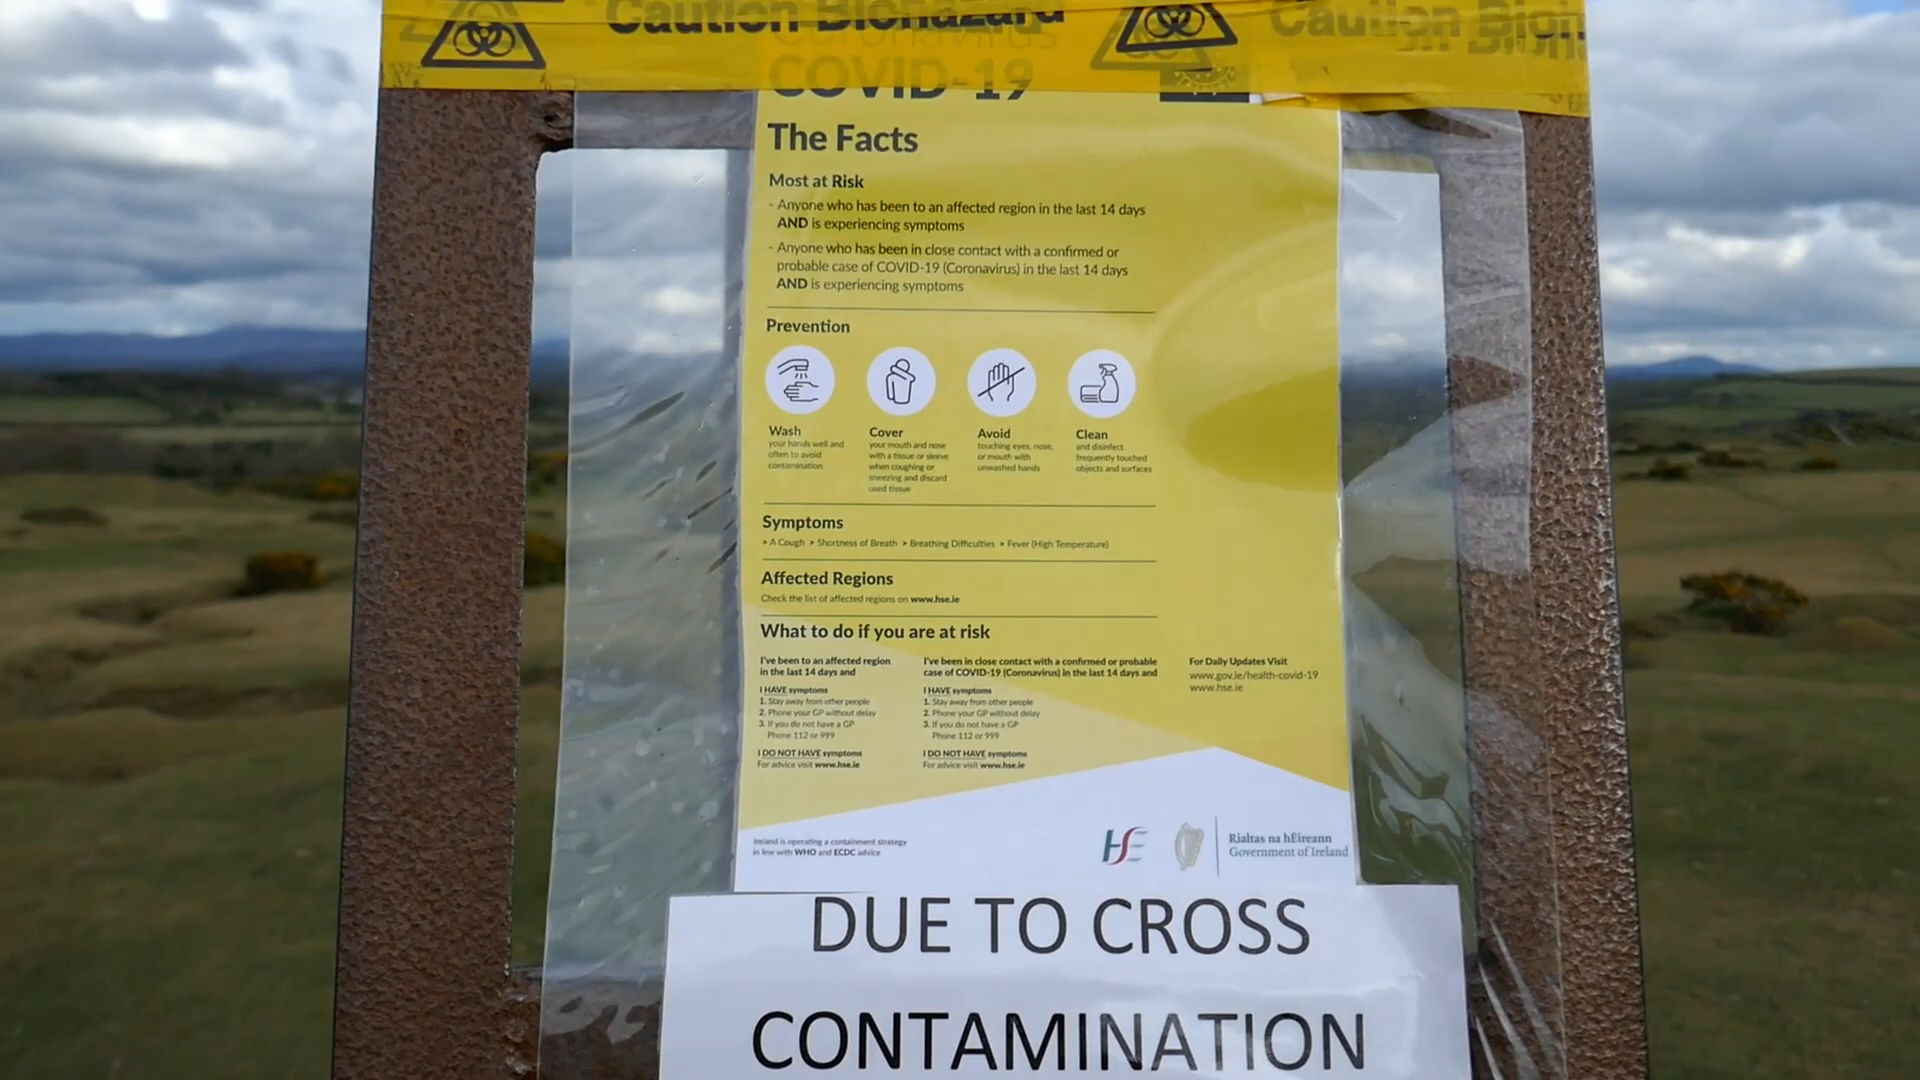 Caution Biohazard
Caution Bio
Coronavirus
COVID-19
The Facts
Most at Risk
- Anyone who has been to an affected region in the last 14 days
AND is experiencing symptoms
- Anyone who has been in close contact with a confirmed or
probable case of COVID-19 (Coronavirus) in the last 14 days
AND is experiencing symptoms
Prevention
Wash
your hands well and
often to avoid
contamination
Cover
your mouth and nose
with a tissue or sleeve
when coughing or
sneezing and discard
used tissue
Avoid
touching eyes, nose,
or mouth with
unwashed hands
Clean
and disinfect
frequently touched
objects and surfaces
Symptoms
> A Cough > Shortness of Breath > Breathing Difficulties > Fever (High Temperature)
Affected Regions
Check the list of affected regions on www.hse.ie
What to do if you are at risk
I've been to an affected region
in the last 14 days and
I HAVE symptoms
1. Stay away from other people
2. Phone your GP without delay
3. If you do not have a GP
Phone 112 or 999
I DO NOT HAVE symptoms
For advice visit www.hse.ie
I've been in close contact with a confirmed or probable
case of COVID-19 (Coronavirus) in the last 14 days and
I HAVE symptoms
1. Stay away from other people
2. Phone your GP without delay
3. If you do not have a GP
Phone 112 or 999
I DO NOT HAVE symptoms
For advice visit www.hse.ie
For Daily Updates Visit
www.gov.ie/health-covid-19
www.hse.ie
Ireland is operating a containment strategy
in line with WHO and ECDC advice
HSE
Rialtas na hÉireann
Government of Ireland
DUE TO CROSS
CONTAMINATION